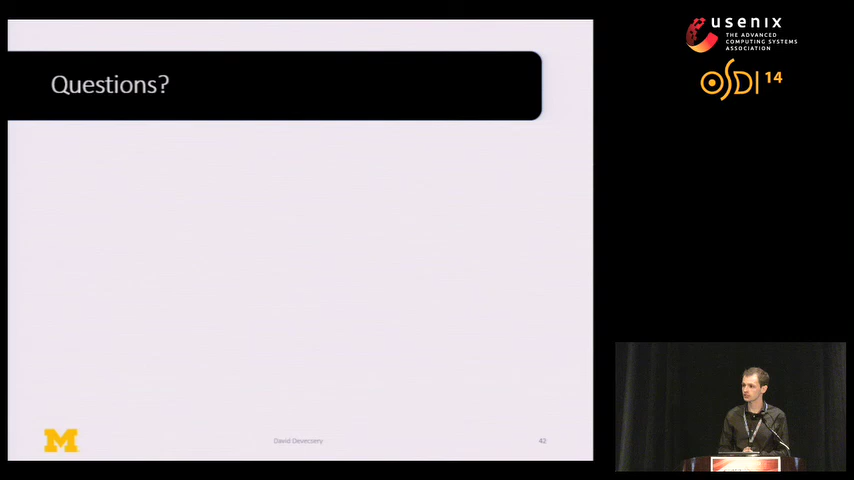 Questions?
David Devecsery
42
usenix
THE ADVANCED
COMPUTING SYSTEMS
ASSOCIATION
OSDI 14